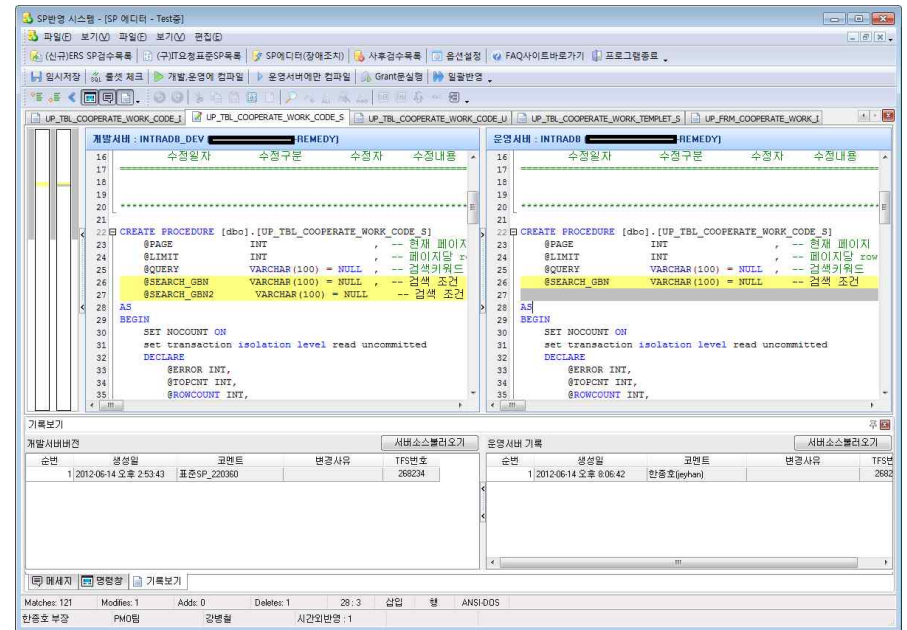 SP반영 시스템 - [SP 에디터 - Test중]
파일(F) 보기(V) 파일(F) 보기(V) 편집(E)
(신규)ERS SP검수목록 (구)IT요청표준SP목록 SP에디터(장애조치) 사후검수목록 옵션설정 FAQ사이트바로가기 프로그램종료
임시저장 룰셋 체크 개발,운영에 컴파일 운영서버에만 컴파일 Grant문실행 일괄반영
UP_TBL_COOPERATE_WORK_CODE_I UP_TBL_COOPERATE_WORK_CODE_S UP_TBL_COOPERATE_WORK_CODE_U UP_TBL_COOPERATE_WORK_TEMPLET_S UP_FRM_COOPERATE_WORK_I
개발서버 : INTRADB_DEV ( -REMEDY)
16 수정일자 수정구분 수정자 수정내용
17 ==========
18
19
20 **********
21
22 CREATE PROCEDURE [dbo].[UP_TBL_COOPERATE_WORK_CODE_S]
23 @PAGE INT , -- 현재 페이지
24 @LIMIT INT , -- 페이지당
25 @QUERY VARCHAR(100) = NULL , -- 검색키워드
26 @SEARCH_GBN VARCHAR(100) = NULL , -- 검색 조건
27 @SEARCH_GBN2 VARCHAR(100) = NULL -- 검색 조건
28 AS
29 BEGIN
30 SET NOCOUNT ON
31 set transaction isolation level read uncommitted
32 DECLARE
33 @ERROR INT,
34 @TOPCNT INT,
35 @ROWCOUNT INT,
운영서버 : INTRADB ( -REMEDY)
16 수정일자 수정구분 수정자 수정내용
17 ==========
18
19
20 **********
21
22 CREATE PROCEDURE [dbo].[UP_TBL_COOPERATE_WORK_CODE_S]
23 @PAGE INT , -- 현재 페이지
24 @LIMIT INT , -- 페이지당 row
25 @QUERY VARCHAR(100) = NULL , -- 검색키워드
26 @SEARCH_GBN VARCHAR(100) = NULL -- 검색 조건
27
28 AS
29 BEGIN
30 SET NOCOUNT ON
31 set transaction isolation level read uncommitted
32 DECLARE
33 @ERROR INT,
34 @TOPCNT INT,
35 @ROWCOUNT INT,
기록보기
개발서버버전 서버소스불러오기
순번 생성일 코멘트 변경사유 TFS번호
1 2012-06-14 오후 2:53:43 표준SP_220360 268234
운영서버 기록 서버소스불러오기
순번 생성일 코멘트 변경사유 TFS번
1 2012-06-14 오후 8:06:42 한종호(jeyhan) 2682
메세지 명령창 기록보기
Matches: 121 Modifies: 1 Adds: 0 Deletes: 1 28 : 3 삽입 행 ANSI-DOS
한종호 부장 PMO팀 강병철 시간외반영 : 1